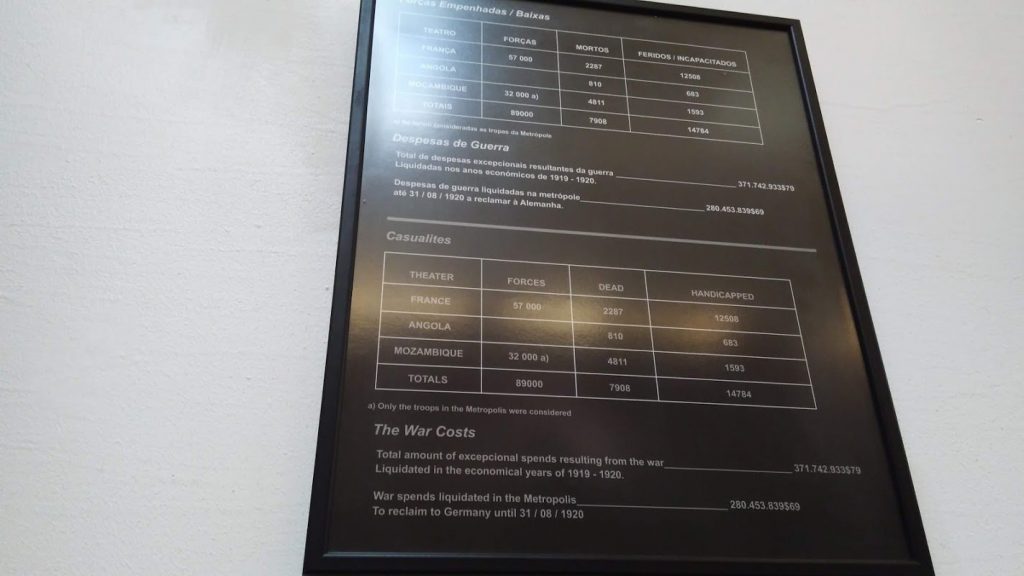 Forças Empenhadas / Baixas
TEATRO FORÇAS MORTOS FERIDOS / INCAPACITADOS
FRANÇA 57 000 2287 12508
ANGOLA 810 683
MOÇAMBIQUE 32 000 a) 4811 1593
TOTAIS 89000 7908 14784
consideradas as tropas da Metrópole
Despesas de Guerra
Total de despesas excepcionais resultantes da guerra 371.742.933$79
Liquidadas nos anos económicos de 1919 - 1920.
Despesas de guerra liquidadas na metrópole 280.453.839$69
até 31 / 08 / 1920 a reclamar à Alemanha.
Casualites
THEATER FORCES DEAD HANDICAPPED
FRANCE 57 000 2287 12508
ANGOLA 810 683
MOZAMBIQUE 32 000 a) 4811 1593
TOTALS 89000 7908 14784
a) Only the troops in the Metropolis were considered
The War Costs
Total amount of excepcional spends resulting from the war 371.742.933$79
Liquidated in the economical years of 1919 - 1920.
War spends liquidated in the Metropolis 280.453.839$69
To reclaim to Germany until 31 / 08 / 1920